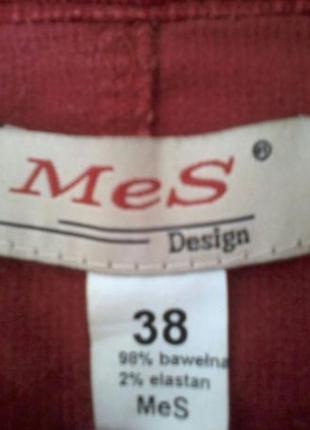 MeS ®
Design
38
98% bawełna
2% elastan
MeS